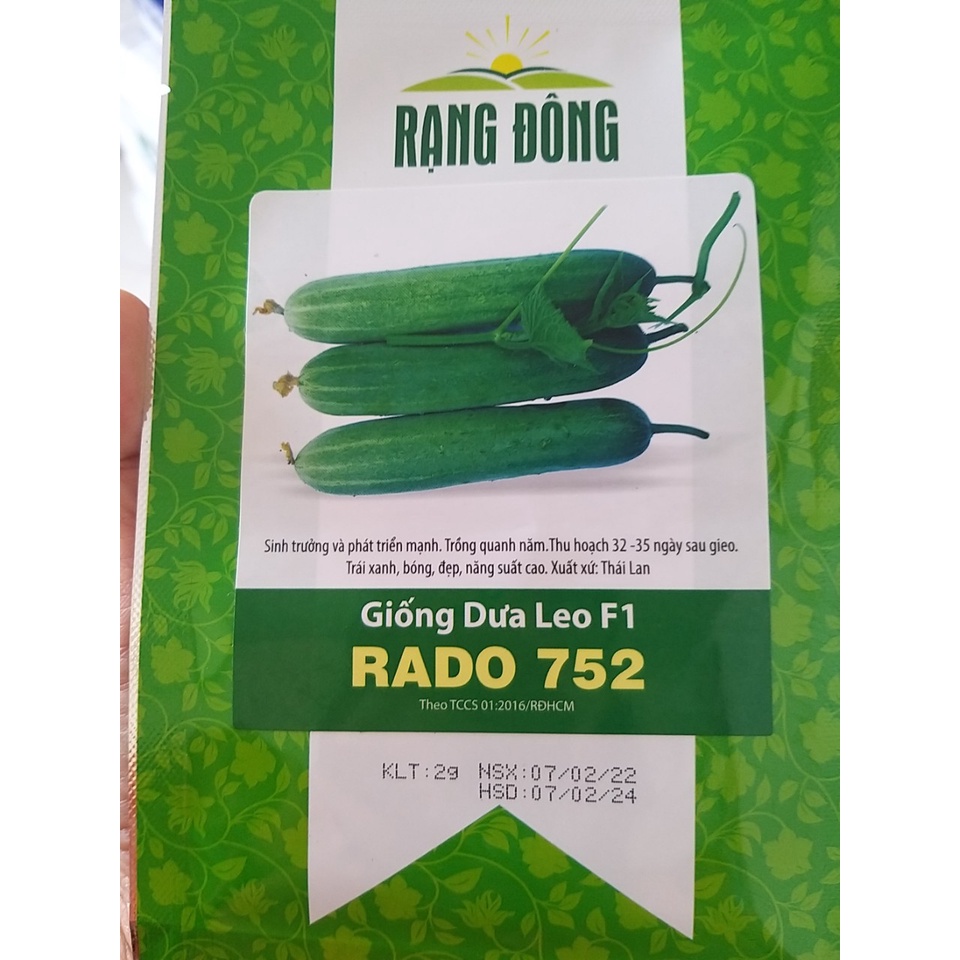 RẠNG ĐÔNG
Sinh trưởng và phát triển mạnh. Trồng quanh năm.Thu hoạch 32 -35 ngày sau gieo.
Trái xanh, bóng, đẹp, năng suất cao. Xuất xứ: Thái Lan
Giống Dưa Leo F1
RADO 752
Theo TCCS 01:2016/RĐHCM
KLT:2g NSX:07/02/22
HSD:07/02/24